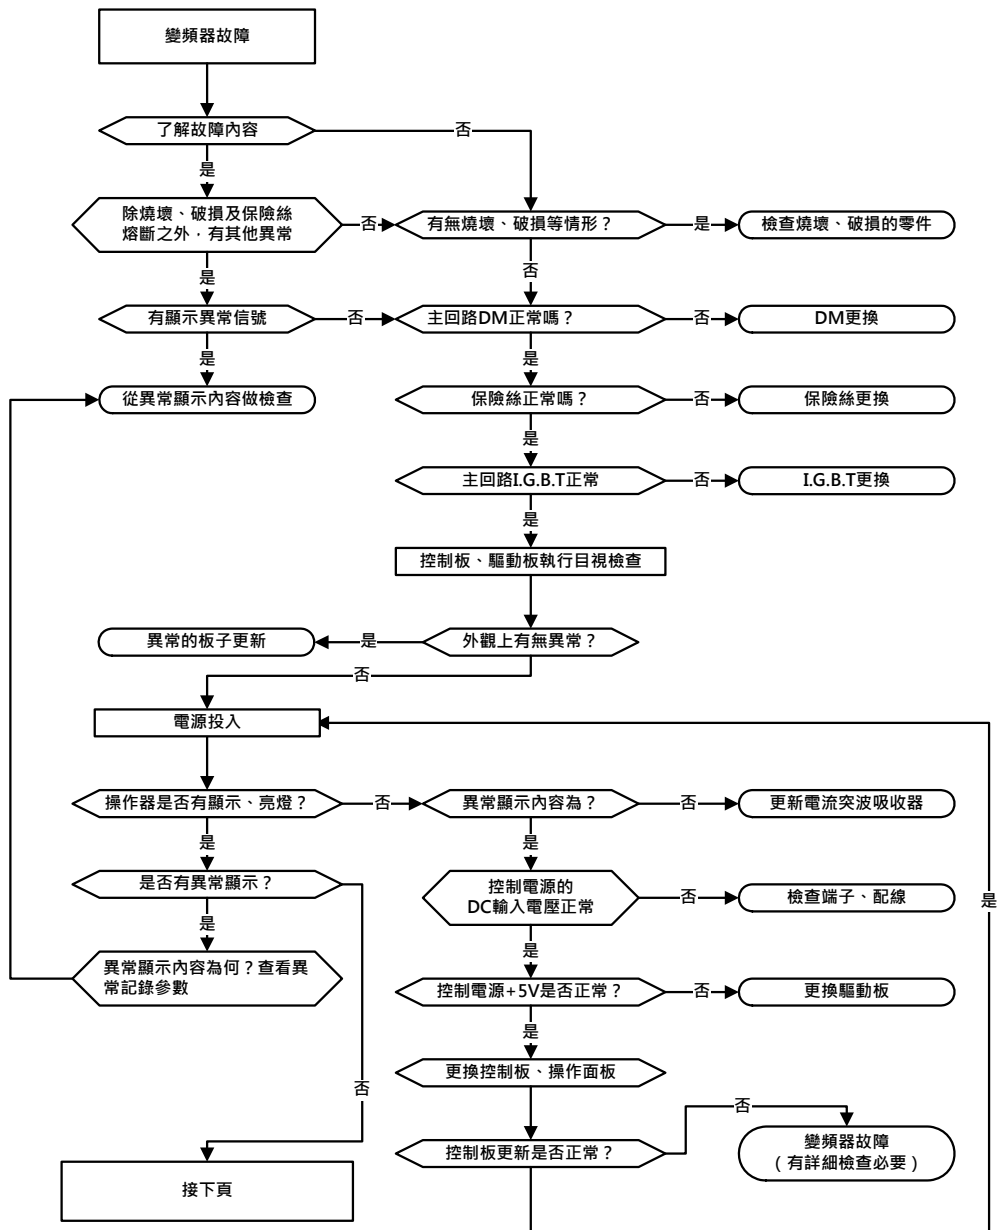 變頻器故障
了解故障內容
否
是
除燒壞、破損及保險絲
熔斷之外，有其他異常
否
有無燒壞、破損等情形？
是
檢查燒壞、破損的零件
是
否
有顯示異常信號
否
主回路DM正常嗎？
否
DM更換
是
是
從異常顯示內容做檢查
保險絲正常嗎？
否
保險絲更換
是
主回路I.G.B.T正常
否
I.G.B.T更換
是
控制板、驅動板執行目視檢查
異常的板子更新
是
外觀上有無異常？
否
電源投入
操作器是否有顯示、亮燈？
否
異常顯示內容為？
否
更新電流突波吸收器
是
是
是否有異常顯示？
控制電源的
DC輸入電壓正常
否
檢查端子、配線
是
是
是
異常顯示內容為何？查看異
常記錄參數
控制電源+5V是否正常？
否
更換驅動板
是
更換控制板、操作面板
否
否
控制板更新是否正常？
變頻器故障
（有詳細檢查必要）
接下頁